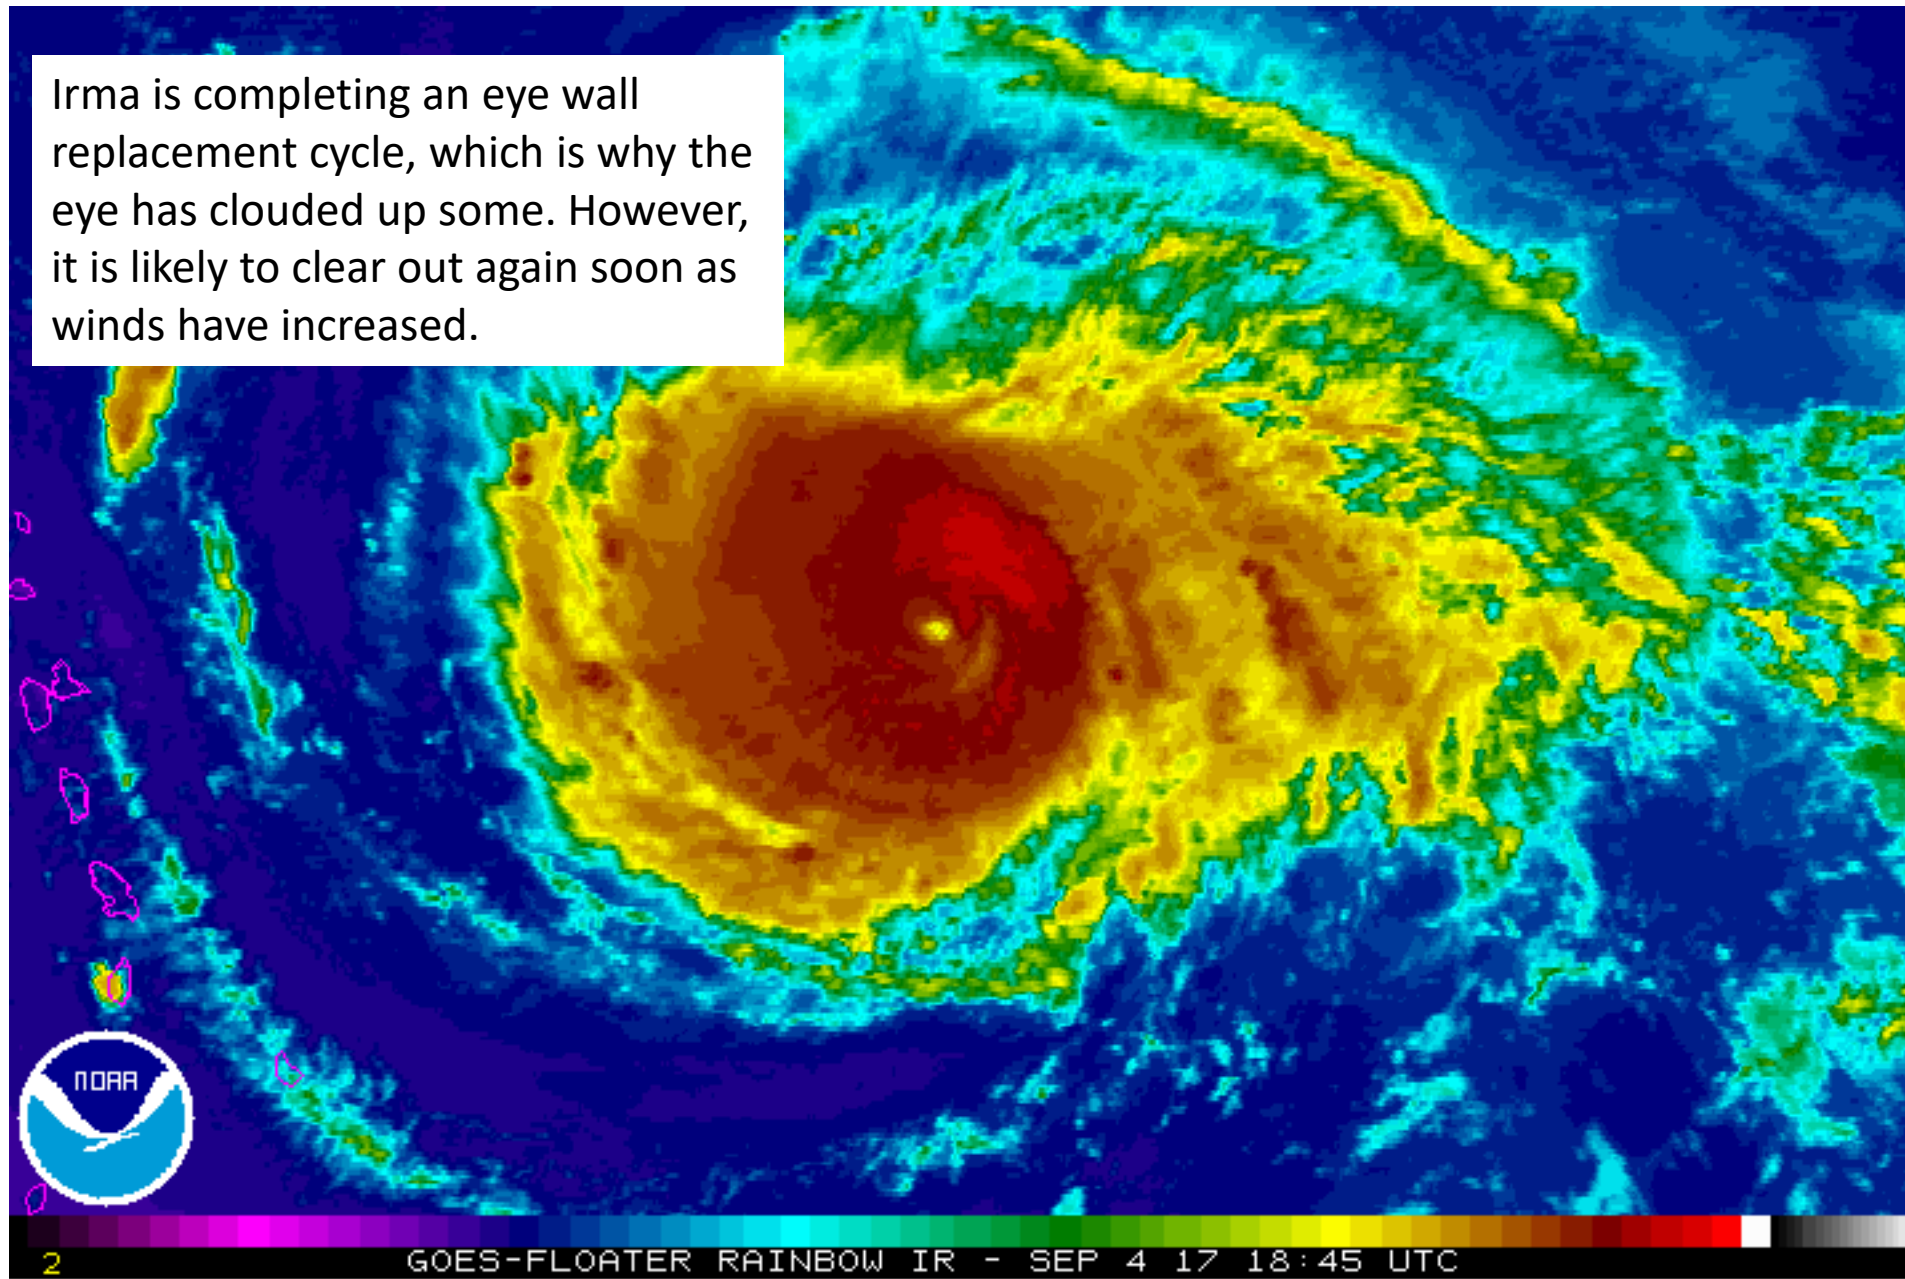 Irma is completing an eye wall
replacement cycle, which is why the
eye has clouded up some. However,
it is likely to clear out again soon as
winds have increased.
NOAA
2
GOES-FLOATER RAINBOW IR - SEP 4 17 18:45 UTC